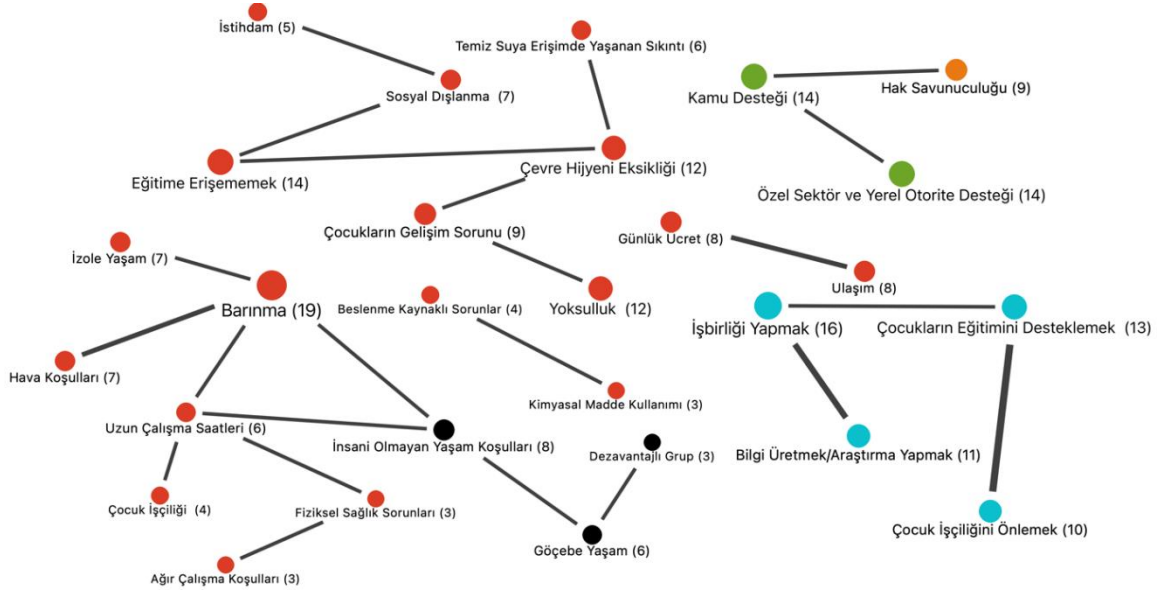 İstihdam (5)
Temiz Suya Erişimde Yaşanan Sıkıntı (6)
Sosyal Dışlanma (7)
Kamu Desteği (14)
Hak Savunuculuğu (9)
Eğitime Erişememek (14)
Çevre Hijyeni Eksikliği (12)
Özel Sektör ve Yerel Otorite Desteği (14)
Çocukların Gelişim Sorunu (9)
Günlük Ücret (8)
İzole Yaşam (7)
Ulaşım (8)
Barınma (19)
Beslenme Kaynaklı Sorunlar (4)
Yoksulluk (12)
İşbirliği Yapmak (16)
Çocukların Eğitimini Desteklemek (13)
Hava Koşulları (7)
Kimyasal Madde Kullanımı (3)
Uzun Çalışma Saatleri (6)
İnsani Olmayan Yaşam Koşulları (8)
Dezavantajlı Grup (3)
Bilgi Üretmek/Araştırma Yapmak (11)
Çocuk İşçiliği (4)
Fiziksel Sağlık Sorunları (3)
Çocuk İşçiliğini Önlemek (10)
Göçebe Yaşam (6)
Ağır Çalışma Koşulları (3)